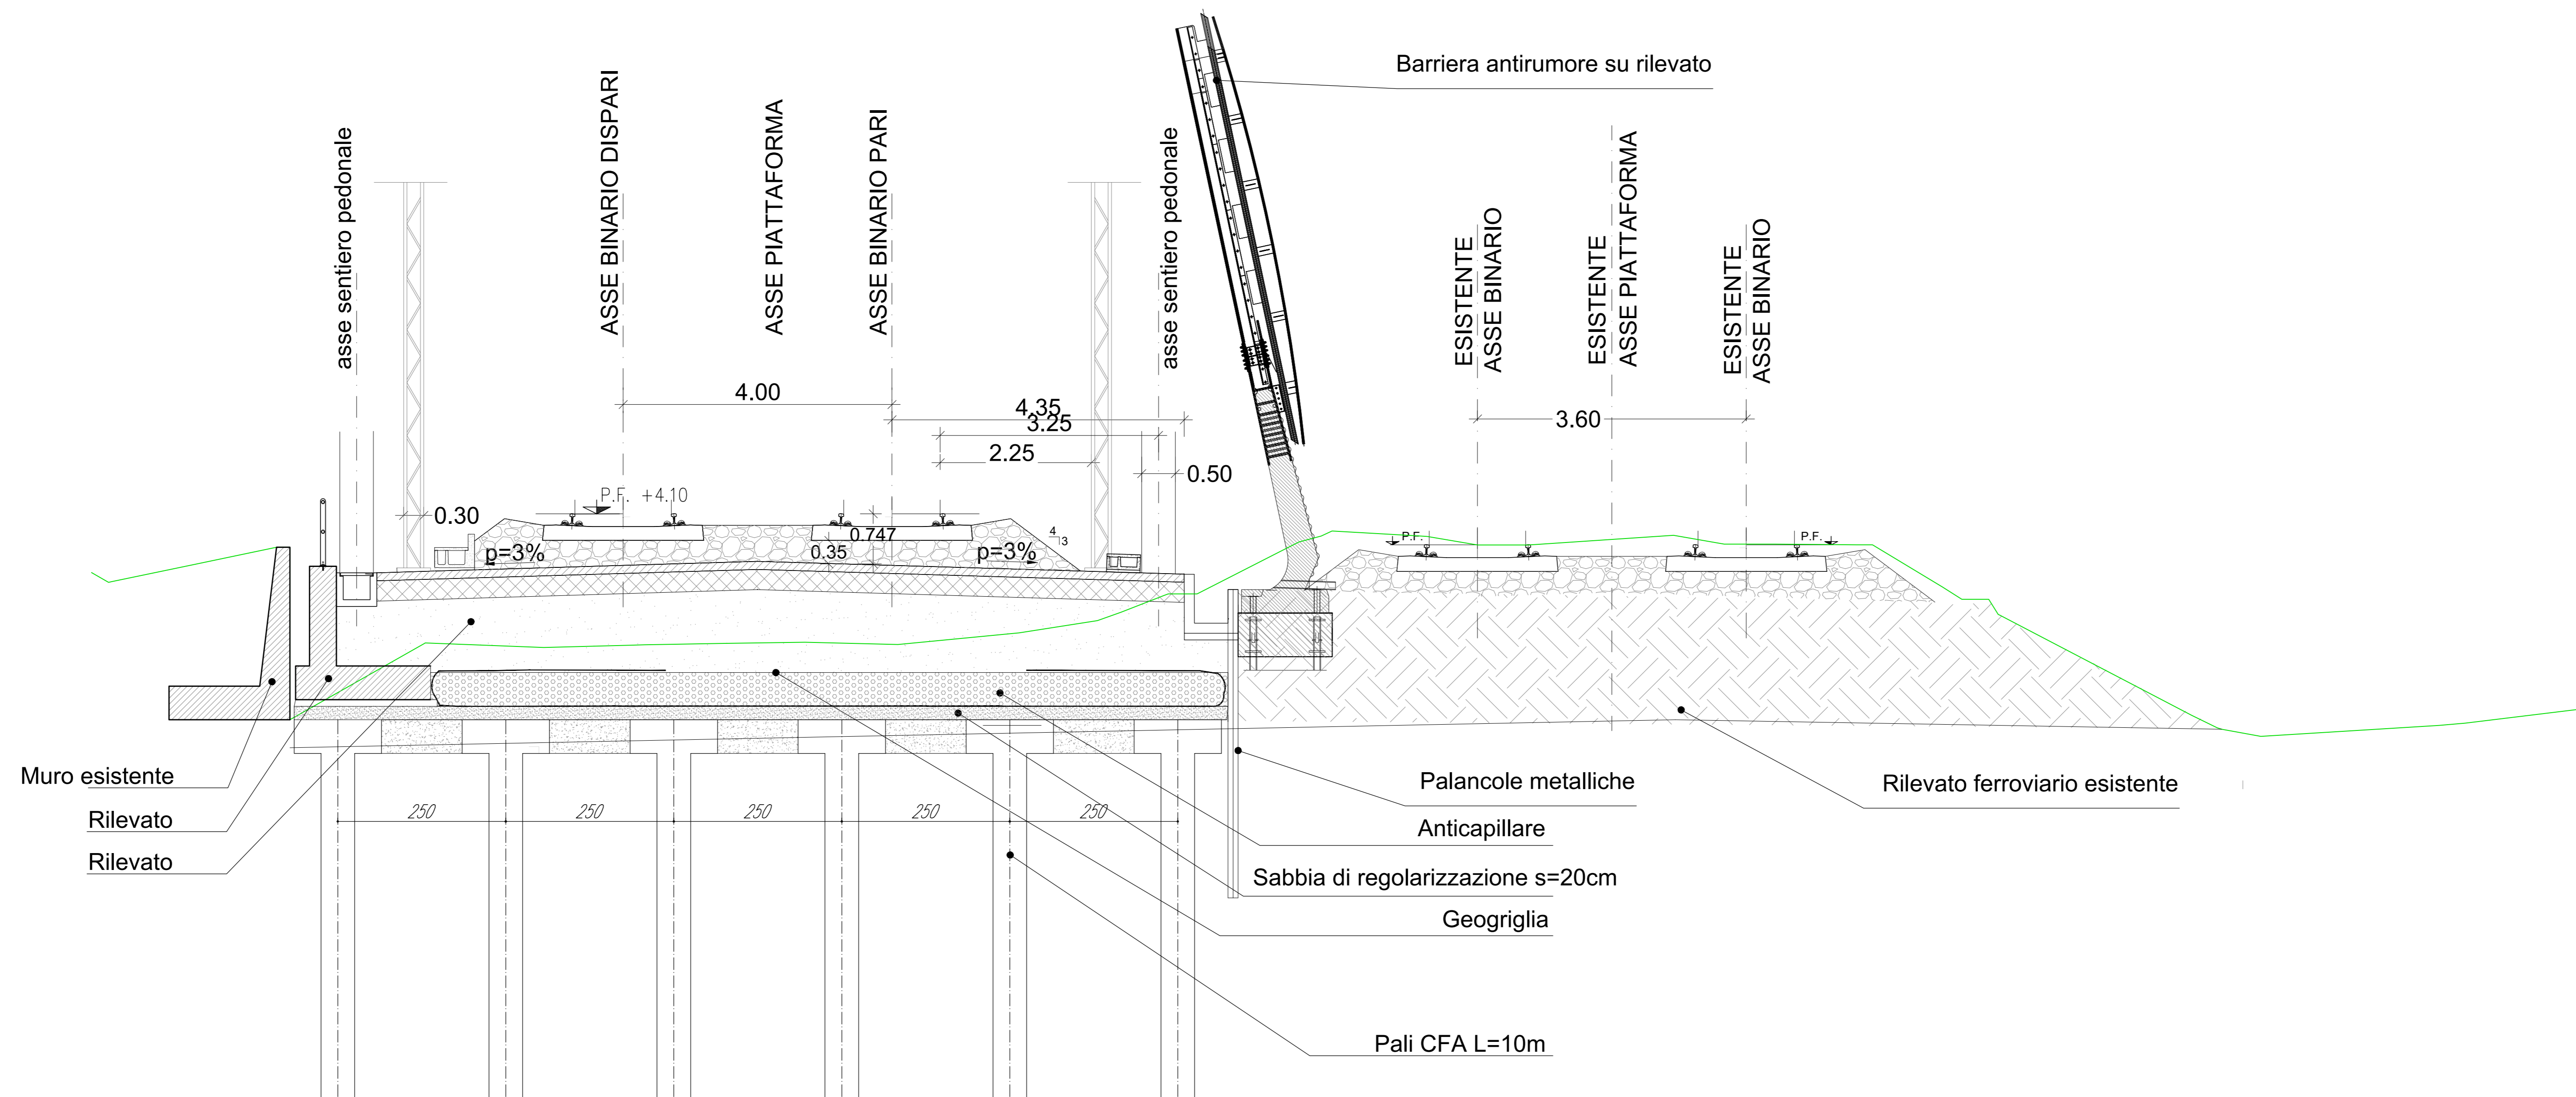 Barriera antirumore su rilevato
asse sentiero pedonale
ASSE BINARIO DISPARI
ASSE PIATTAFORMA
ASSE BINARIO PARI
asse sentiero pedonale
ESISTENTE
ASSE BINARIO
ESISTENTE
ASSE PIATTAFORMA
ESISTENTE
ASSE BINARIO
4.00
4.35
3.25
2.25
0.50
3.60
P.F. +4.10
0.30
0.747
0.35
p=3%
p=3%
4
3
P.F.
P.F.
Muro esistente
Rilevato
Rilevato
250
250
250
250
250
Palancole metalliche
Rilevato ferroviario esistente
Anticapillare
Sabbia di regolarizzazione s=20cm
Geogriglia
Pali CFA L=10m